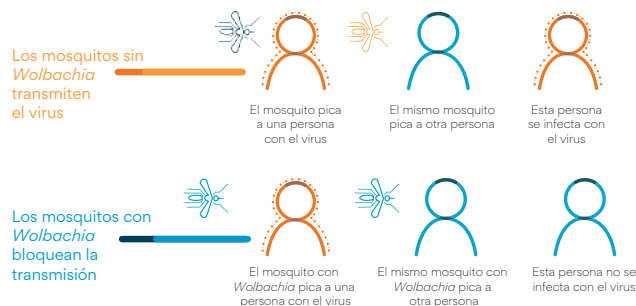 Los mosquitos sin
Wolbachia
transmiten
el virus
El mosquito pica
a una persona
con el virus
El mismo mosquito
pica a otra persona
Esta persona
se infecta con
el virus
Los mosquitos con
Wolbachia
bloquean la
transmisión
El mosquito con
Wolbachia pica a una
persona con el virus
El mismo mosquito con
Wolbachia pica a
otra persona
Esta persona no se
infecta con el virus